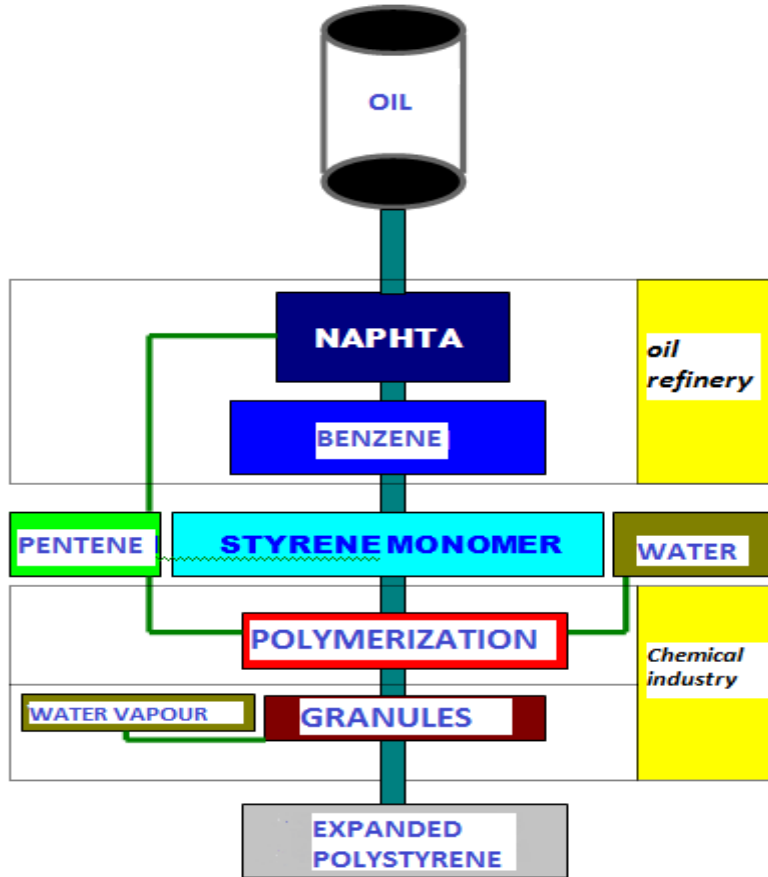 OIL
NAPHTA
oil
refinery
BENZENE
PENTENE
STYRENE MONOMER
WATER
POLYMERIZATION
Chemical
industry
WATER VAPOUR
GRANULES
EXPANDED
POLYSTYRENE